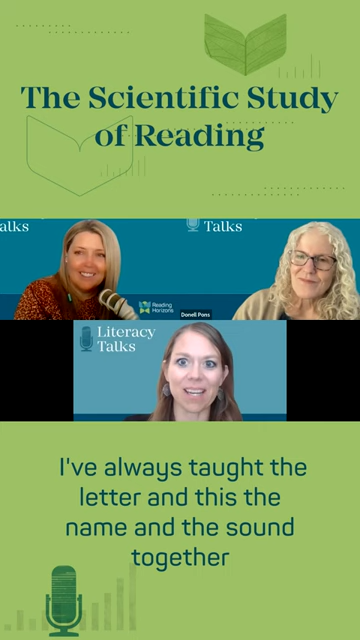 The Scientific Study
of Reading
alks
Talks
Reading
Horizons
Donell Pons
Literacy
Talks
I've always taught the
letter and this the
name and the sound
together